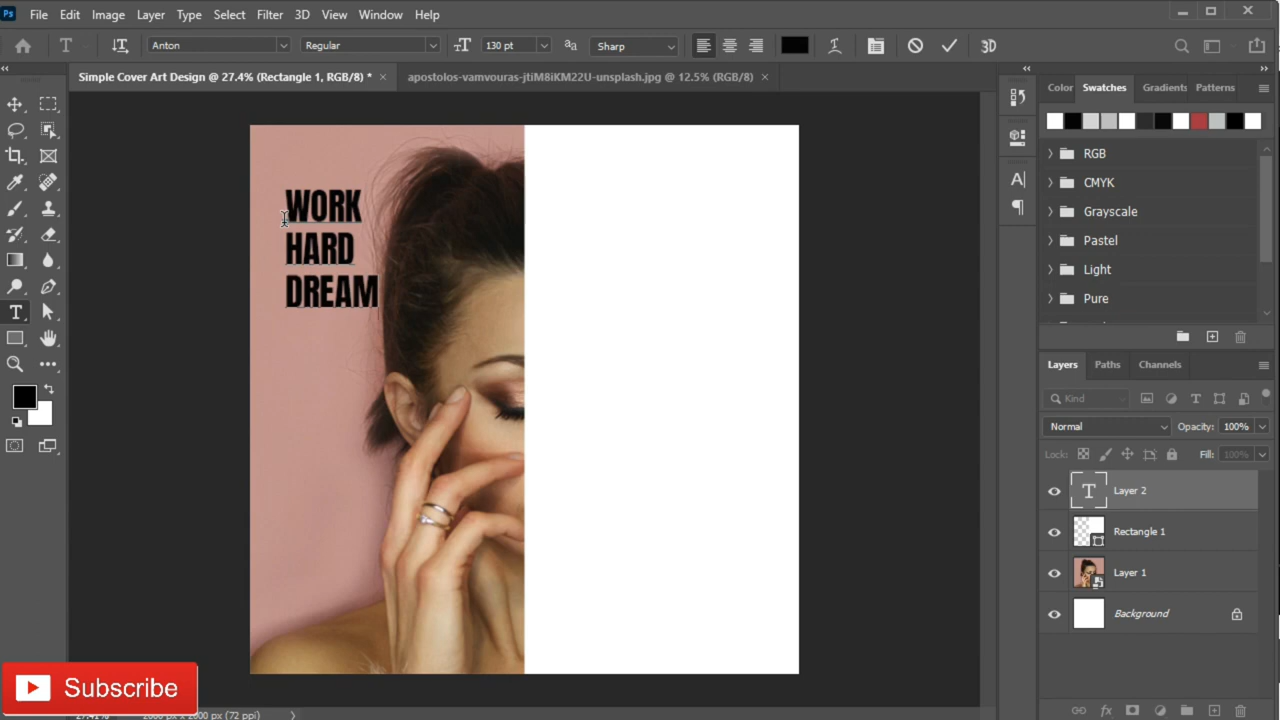 Ps File Edit Image Layer Type Select Filter 3D View Window Help
Anton Regular 130 pt Sharp 3D
Simple Cover Art Design @ 27.4% (Rectangle 1, RGB/8) * × apostolos-vamvouras-jtiM8iKM22U-unsplash.jpg @ 12.5% (RGB/8) ×
Color Swatches Gradients Patterns
RGB
CMYK
Grayscale
Pastel
Light
Pure
WORK
HARD
DREAM
Layers Paths Channels
Kind
Normal Opacity: 100%
Lock: Fill: 100%
Layer 2
Rectangle 1
Layer 1
Background
Subscribe